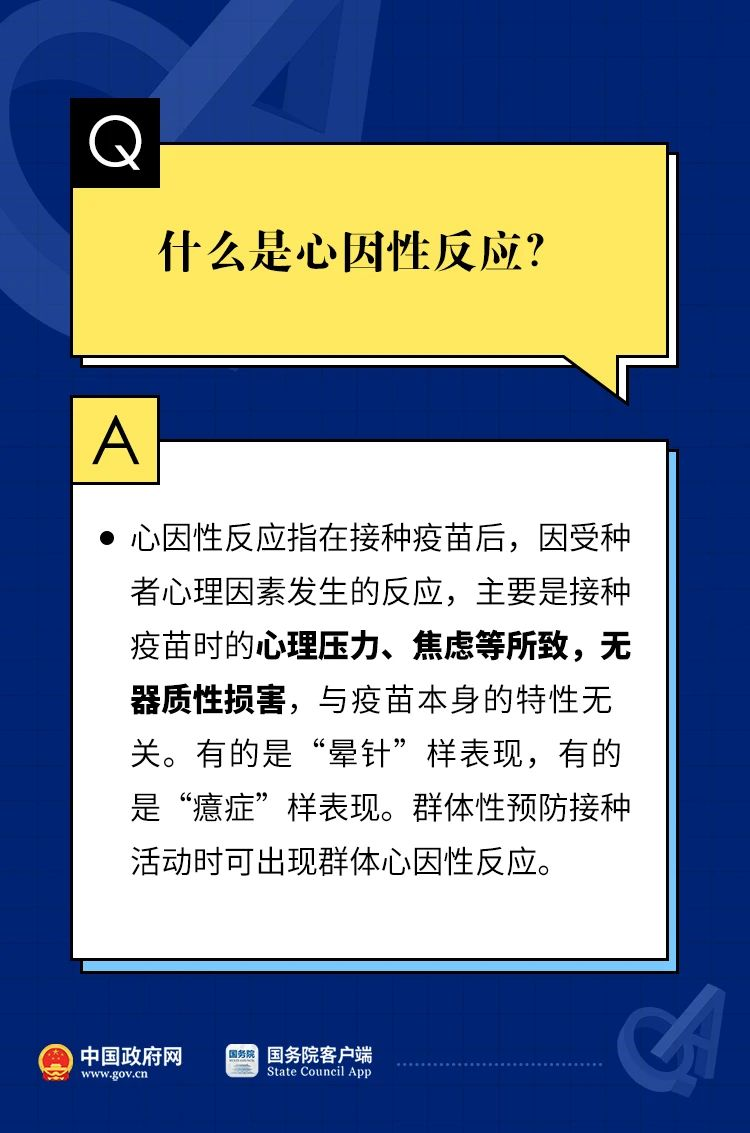 Q
什么是心因性反应？
A
• 心因性反应指在接种疫苗后，因受种
者心理因素发生的反应，主要是接种
疫苗时的心理压力、焦虑等所致，无
器质性损害，与疫苗本身的特性无
关。有的是“晕针”样表现，有的
是“癔症”样表现。群体性预防接种
活动时可出现群体心因性反应。
中国政府网
www.gov.cn
国务院
国务院客户端
State Council App
QA